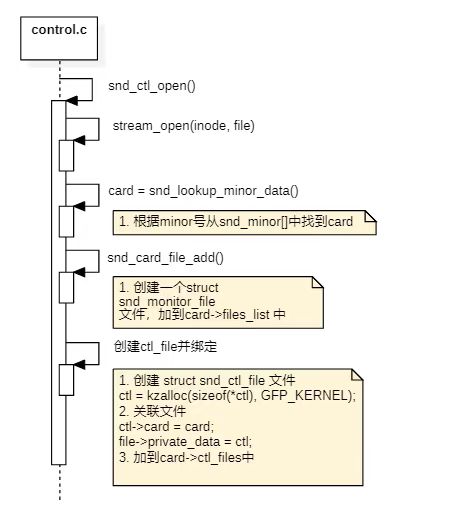 control.c
snd_ctl_open()
stream_open(inode, file)
card = snd_lookup_minor_data()
1. 根据minor号从snd_minor[]中找到card
snd_card_file_add()
1. 创建一个struct
snd_monitor_file
文件，加到card->files_list 中
创建ctl_file并绑定
1. 创建 struct snd_ctl_file 文件
ctl = kzalloc(sizeof(*ctl), GFP_KERNEL);
2. 关联文件
ctl->card = card;
file->private_data = ctl;
3. 加到card->ctl_files中